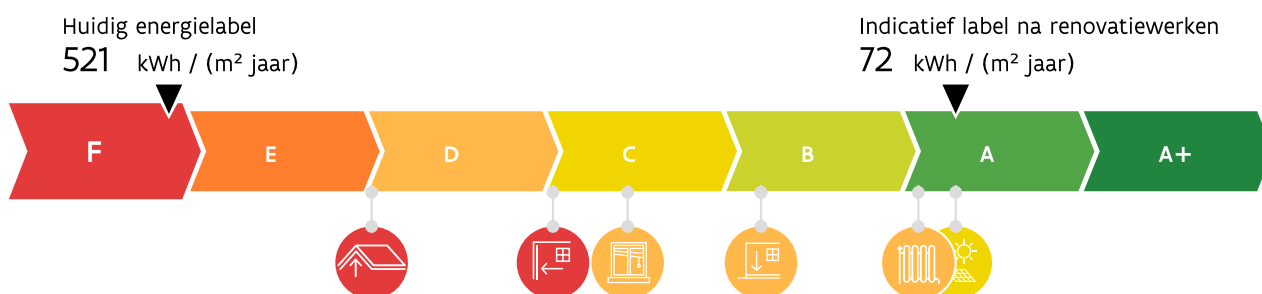 Huidig energielabel
521 kWh / (m² jaar)
Indicatief label na renovatiewerken
72 kWh / (m² jaar)
F E D C B A A+